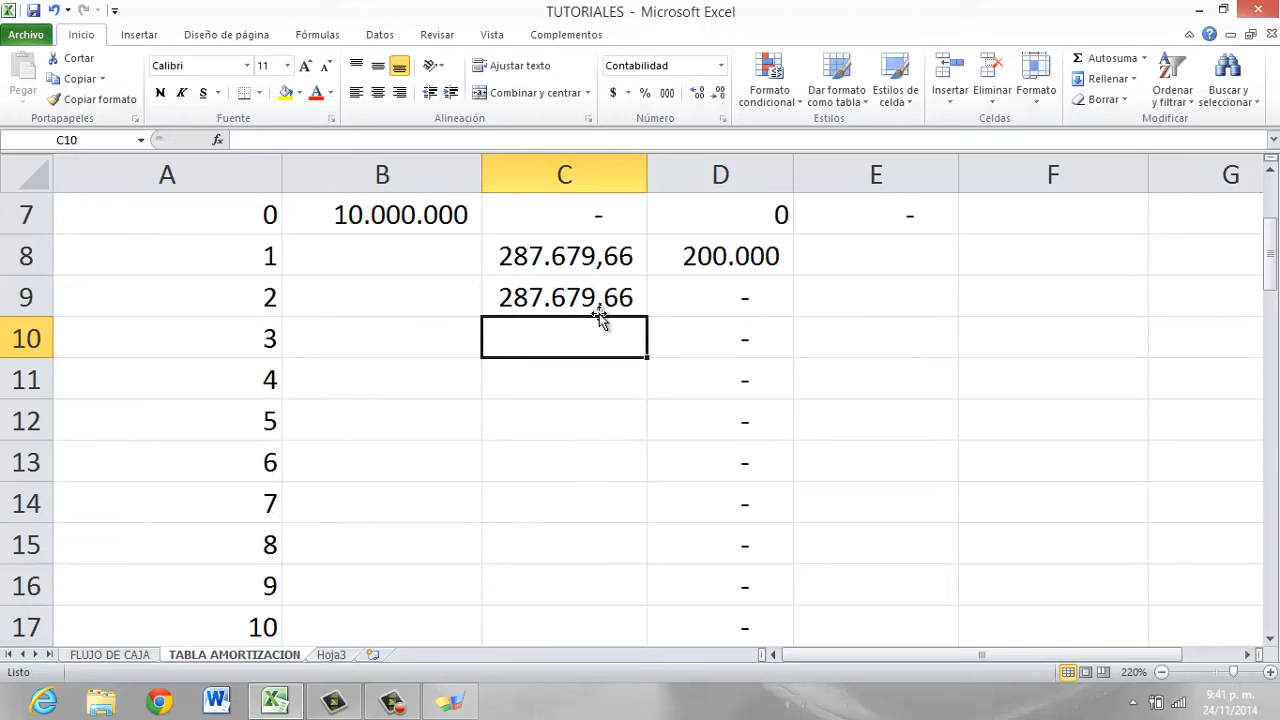 TUTORIALES - Microsoft Excel
Archivo Inicio Insertar Diseño de página Fórmulas Datos Revisar Vista Complementos
Pegar
Cortar
Copiar
Copiar formato
Portapapeles
Calibri 11
N K S
Fuente
Ajustar texto
Combinar y centrar
Alineación
Contabilidad
$ % 000
Número
Formato condicional
Dar formato como tabla
Estilos de celda
Estilos
Insertar Eliminar Formato
Celdas
Autosuma
Rellenar
Borrar
Ordenar y filtrar
Buscar y seleccionar
Modificar
C10 fx
A B C D E F G
7 0 10.000.000 - 0 -
8 1 287.679,66 200.000
9 2 287.679,66 -
10 3 -
11 4 -
12 5 -
13 6 -
14 7 -
15 8 -
16 9 -
17 10 -
FLUJO DE CAJA TABLA AMORTIZACION Hoja3
Listo 220%
9:41 p. m.
24/11/2014